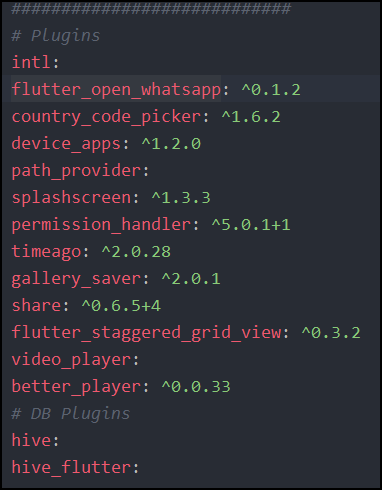 ############################
# Plugins
intl:
flutter_open_whatsapp: ^0.1.2
country_code_picker: ^1.6.2
device_apps: ^1.2.0
path_provider:
splashscreen: ^1.3.3
permission_handler: ^5.0.1+1
timeago: ^2.0.28
gallery_saver: ^2.0.1
share: ^0.6.5+4
flutter_staggered_grid_view: ^0.3.2
video_player:
better_player: ^0.0.33
# DB Plugins
hive:
hive_flutter: